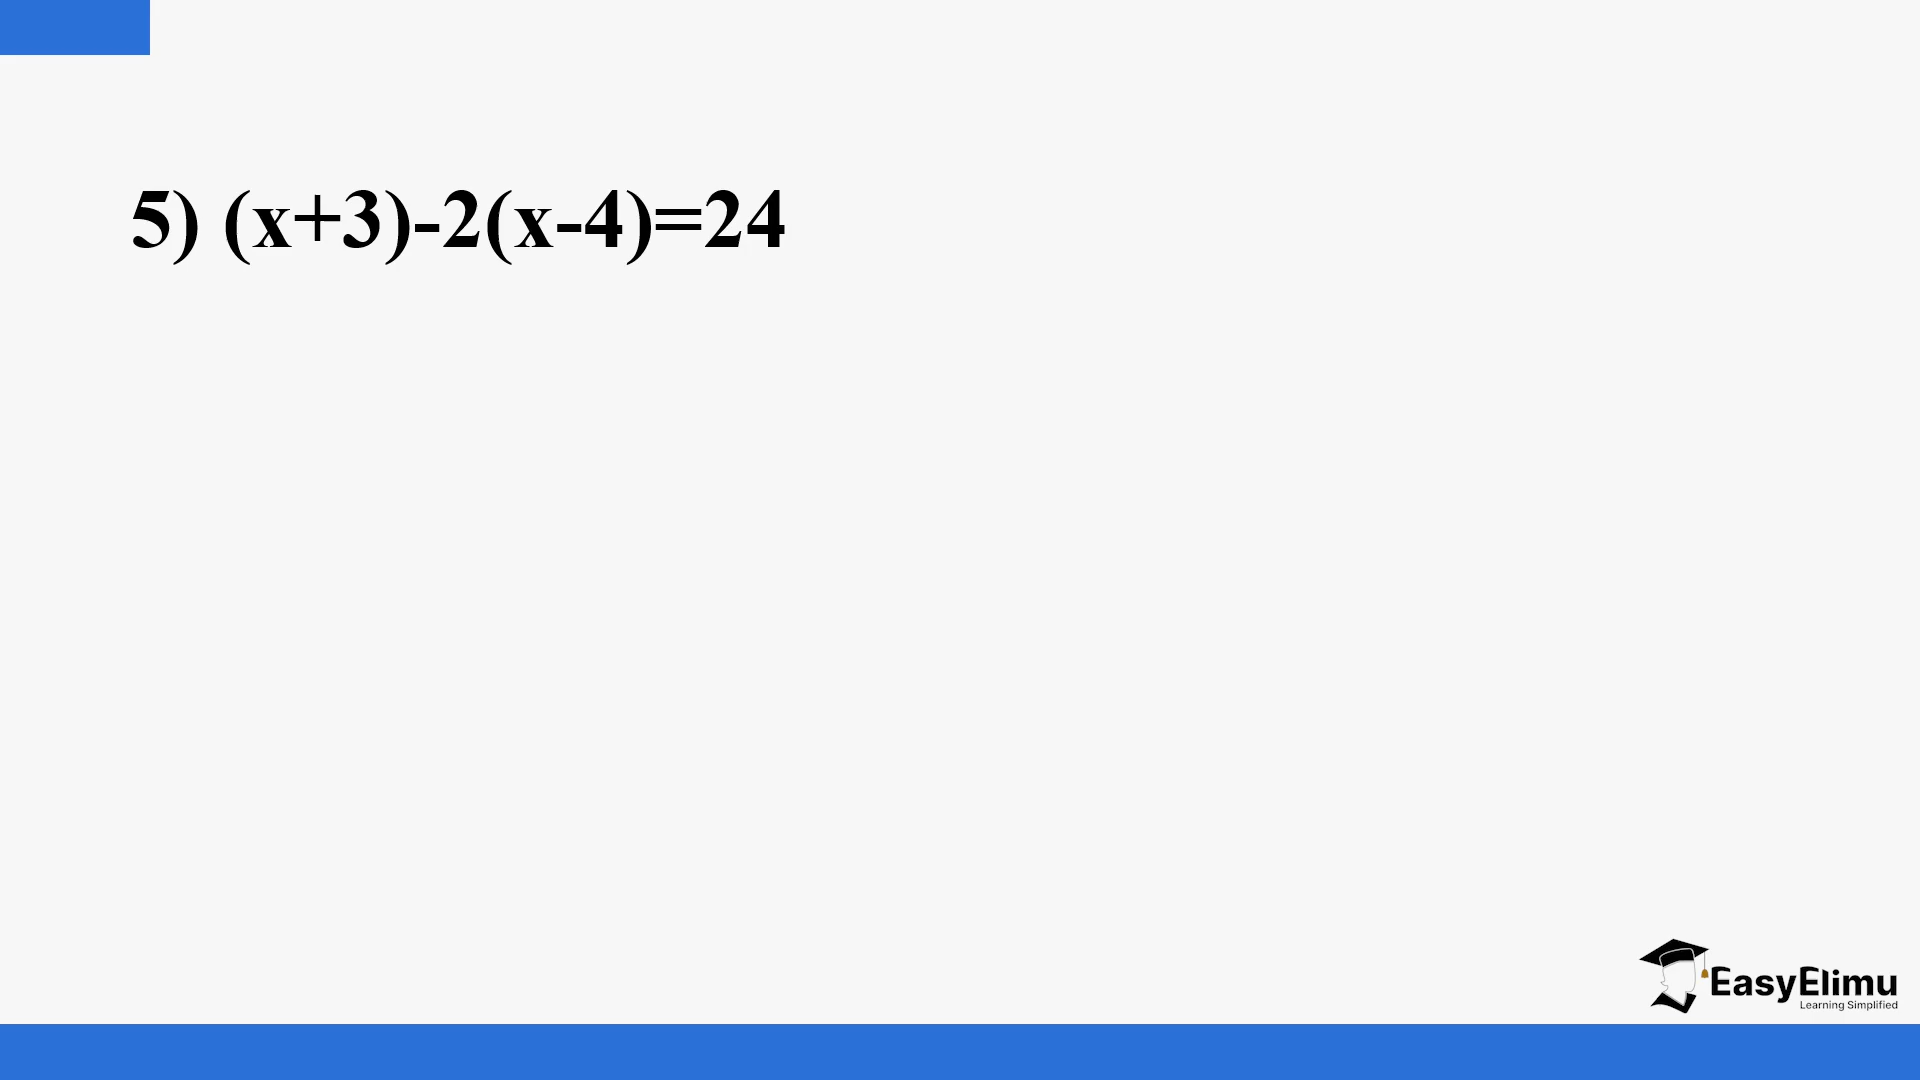 5) (x+3)-2(x-4)=24
EasyElimu
Learning Simplified